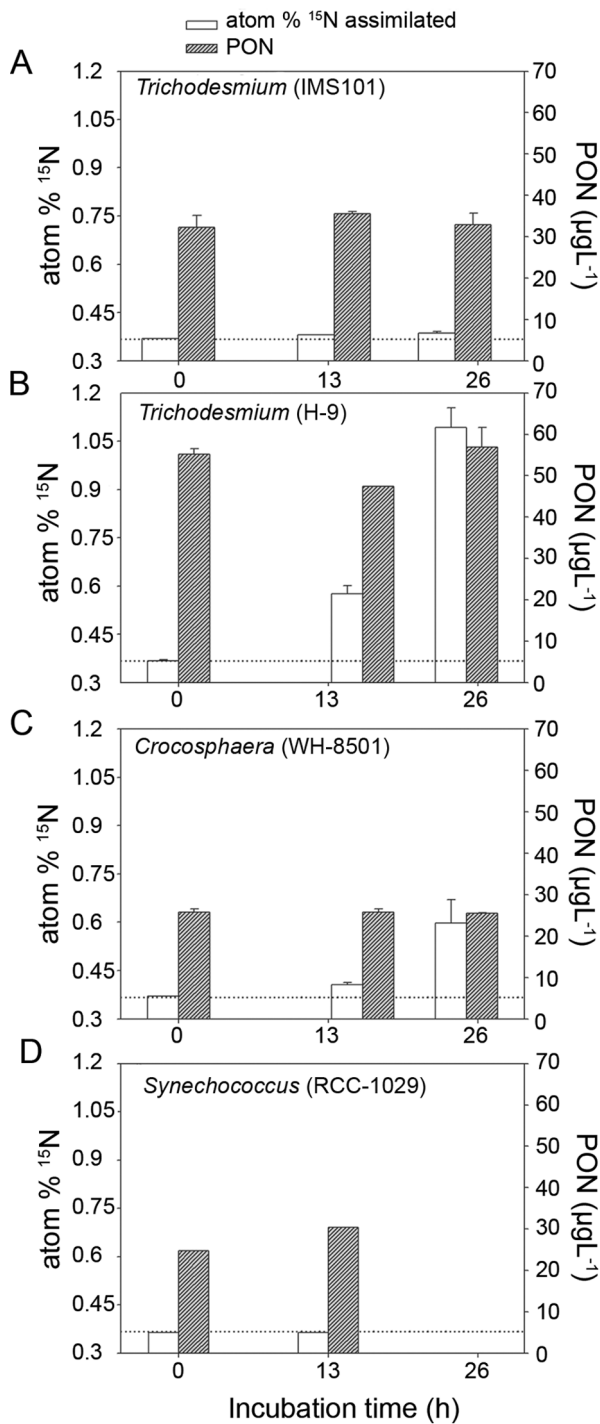 atom % ¹⁵N assimilated
PON
A
Trichodesmium (IMS101)
1.2
1.05
0.9
0.75
0.6
0.45
0.3
atom % ¹⁵N
70
60
50
40
30
20
10
0
PON (µgL⁻¹)
0 13 26
B
Trichodesmium (H-9)
1.2
1.05
0.9
0.75
0.6
0.45
0.3
atom % ¹⁵N
70
60
50
40
30
20
10
0
PON (µgL⁻¹)
0 13 26
C
Crocosphaera (WH-8501)
1.2
1.05
0.9
0.75
0.6
0.45
0.3
atom % ¹⁵N
70
60
50
40
30
20
10
0
PON (µgL⁻¹)
0 13 26
D
Synechococcus (RCC-1029)
1.2
1.05
0.9
0.75
0.6
0.45
0.3
atom % ¹⁵N
70
60
50
40
30
20
10
0
PON (µgL⁻¹)
0 13 26
Incubation time (h)